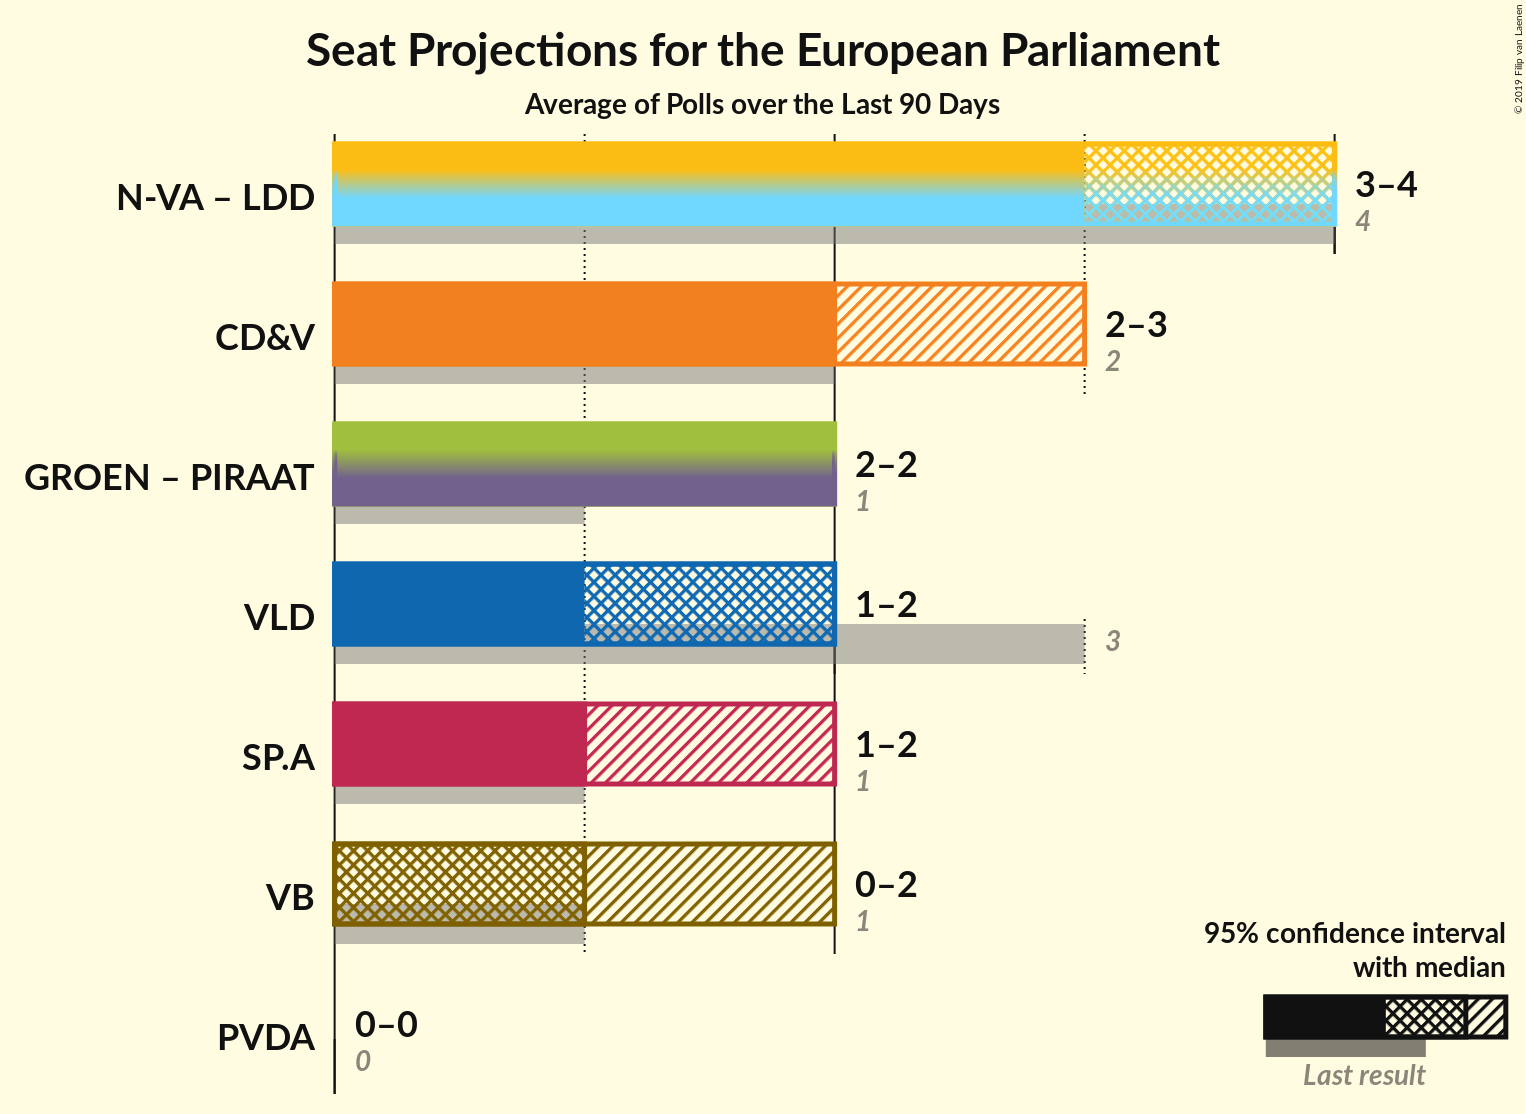 Seat Projections for the European Parliament
Average of Polls over the Last 90 Days
© 2019 Filip van Laenen
N-VA – LDD
3–4
4
CD&V
2–3
2
GROEN – PIRAAT
2–2
1
VLD
1–2
3
SP.A
1–2
1
VB
0–2
1
PVDA
0–0
0
95% confidence interval
with median
Last result